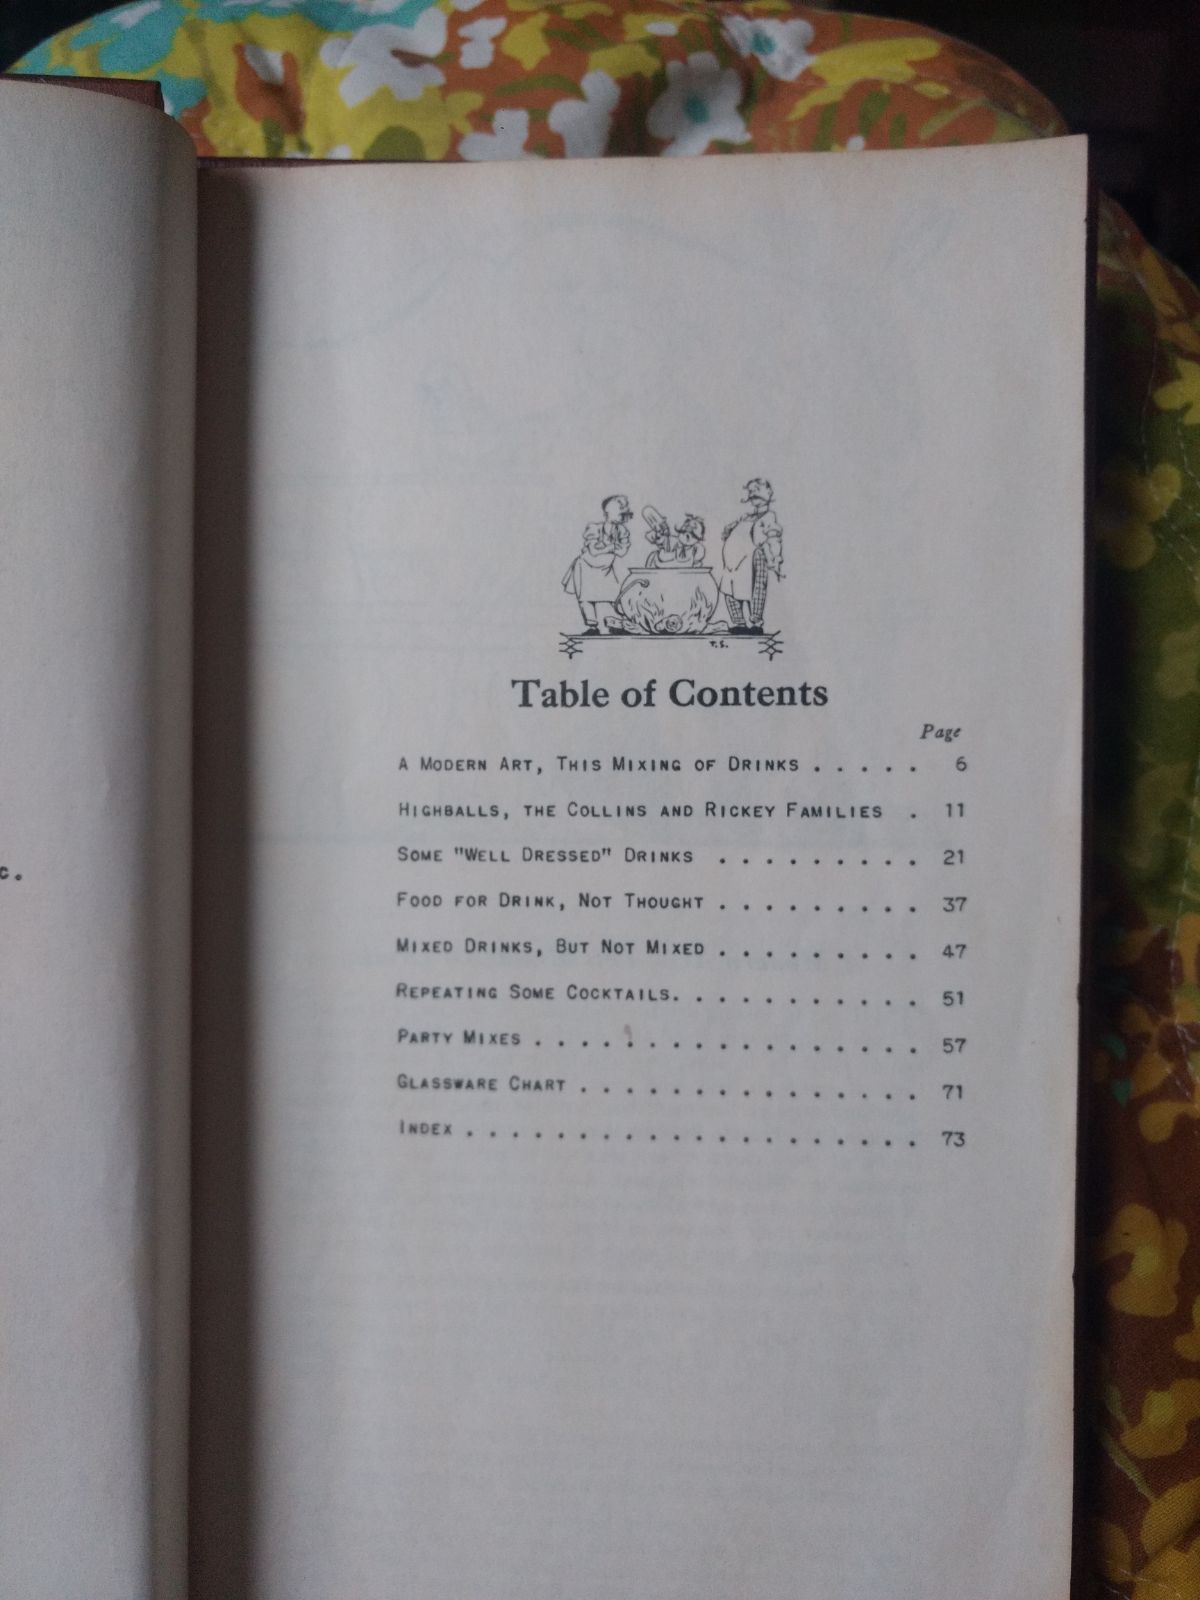 c.
T.S.
Table of Contents
Page
A Modern Art, This Mixing of Drinks . . . . . 6
Highballs, the Collins and Rickey Families . 11
Some "Well Dressed" Drinks . . . . . . . . . 21
Food for Drink, Not Thought . . . . . . . . . 37
Mixed Drinks, But Not Mixed . . . . . . . . . 47
Repeating Some Cocktails. . . . . . . . . . . 51
Party Mixes . . . . . . . . . . . . . . . . . 57
Glassware Chart . . . . . . . . . . . . . . . 71
Index . . . . . . . . . . . . . . . . . . . . 73